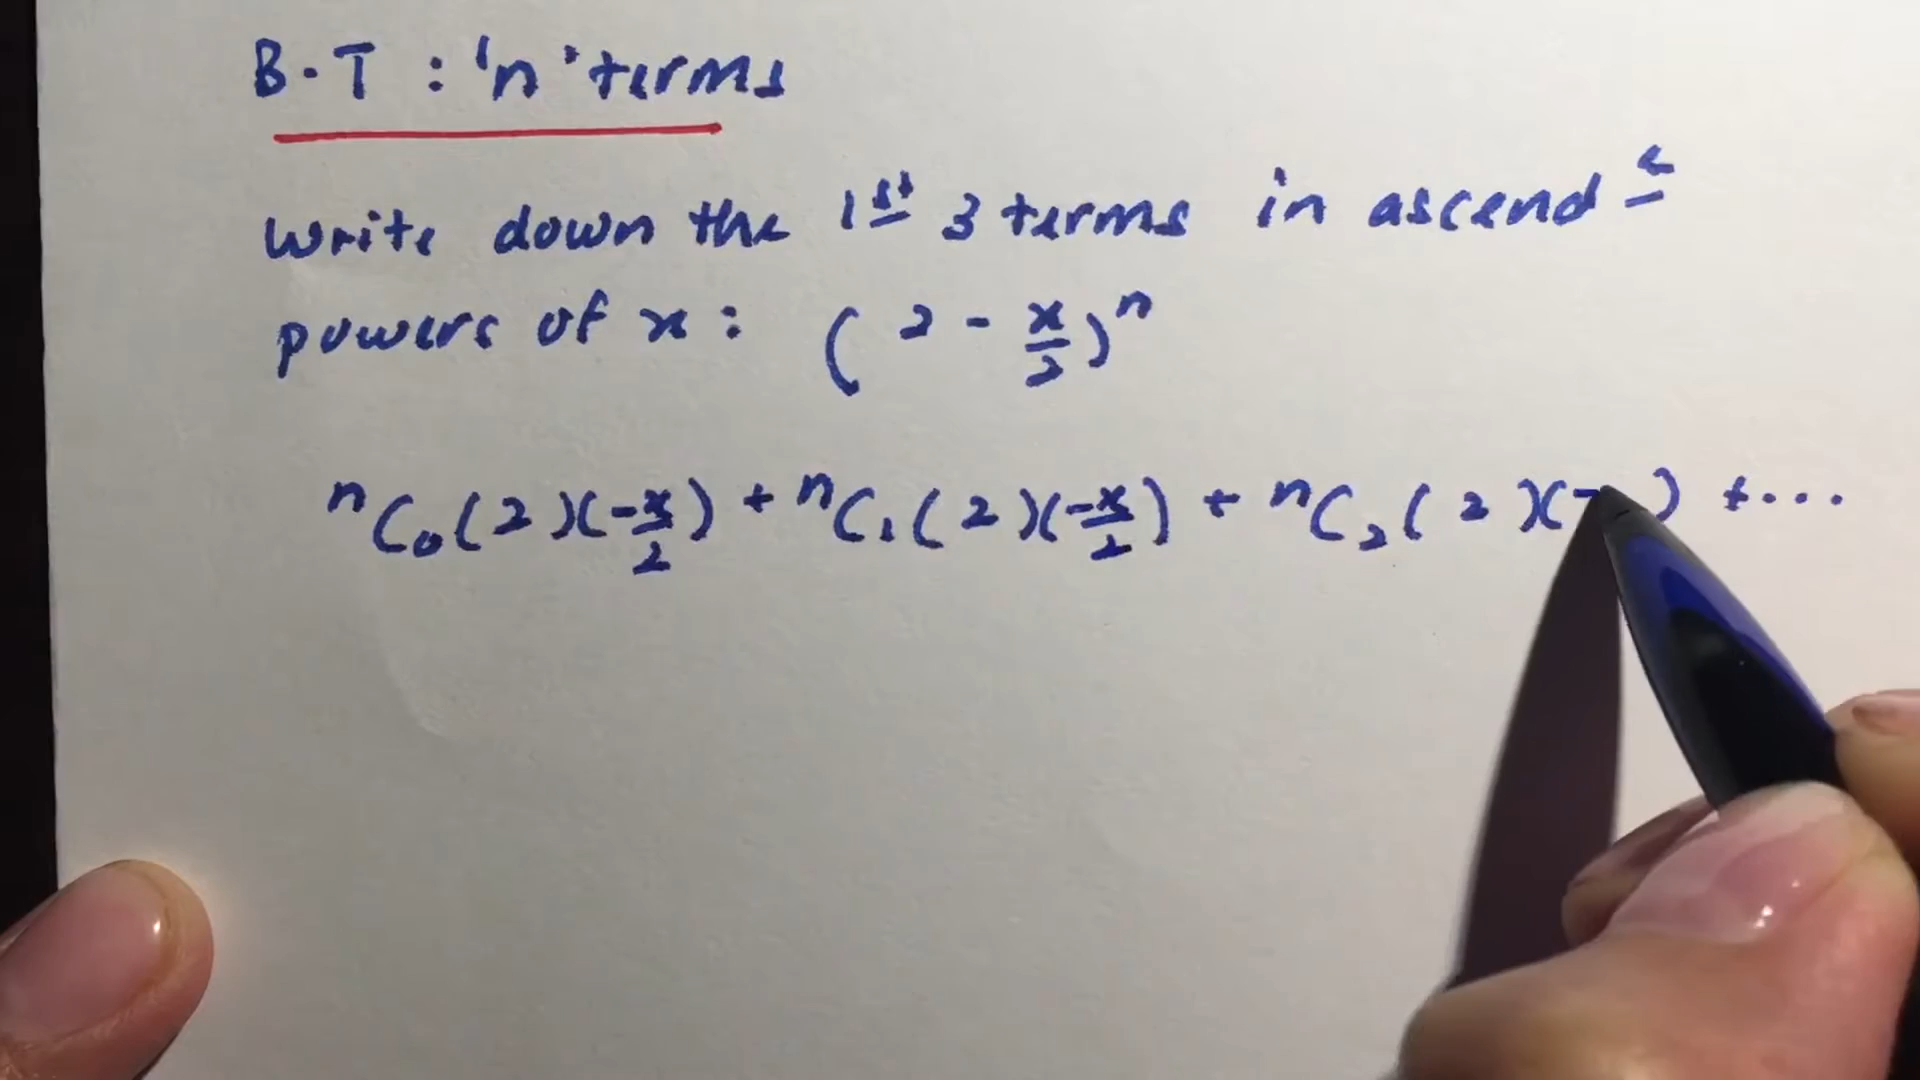 B.T : 'n' terms
Write down the 1st 3 terms in ascend
powers of x : (2 - x/2)^n
nC0(2)(-x/2) + nC1(2)(-x/2) + nC2(2)(- ) + ...